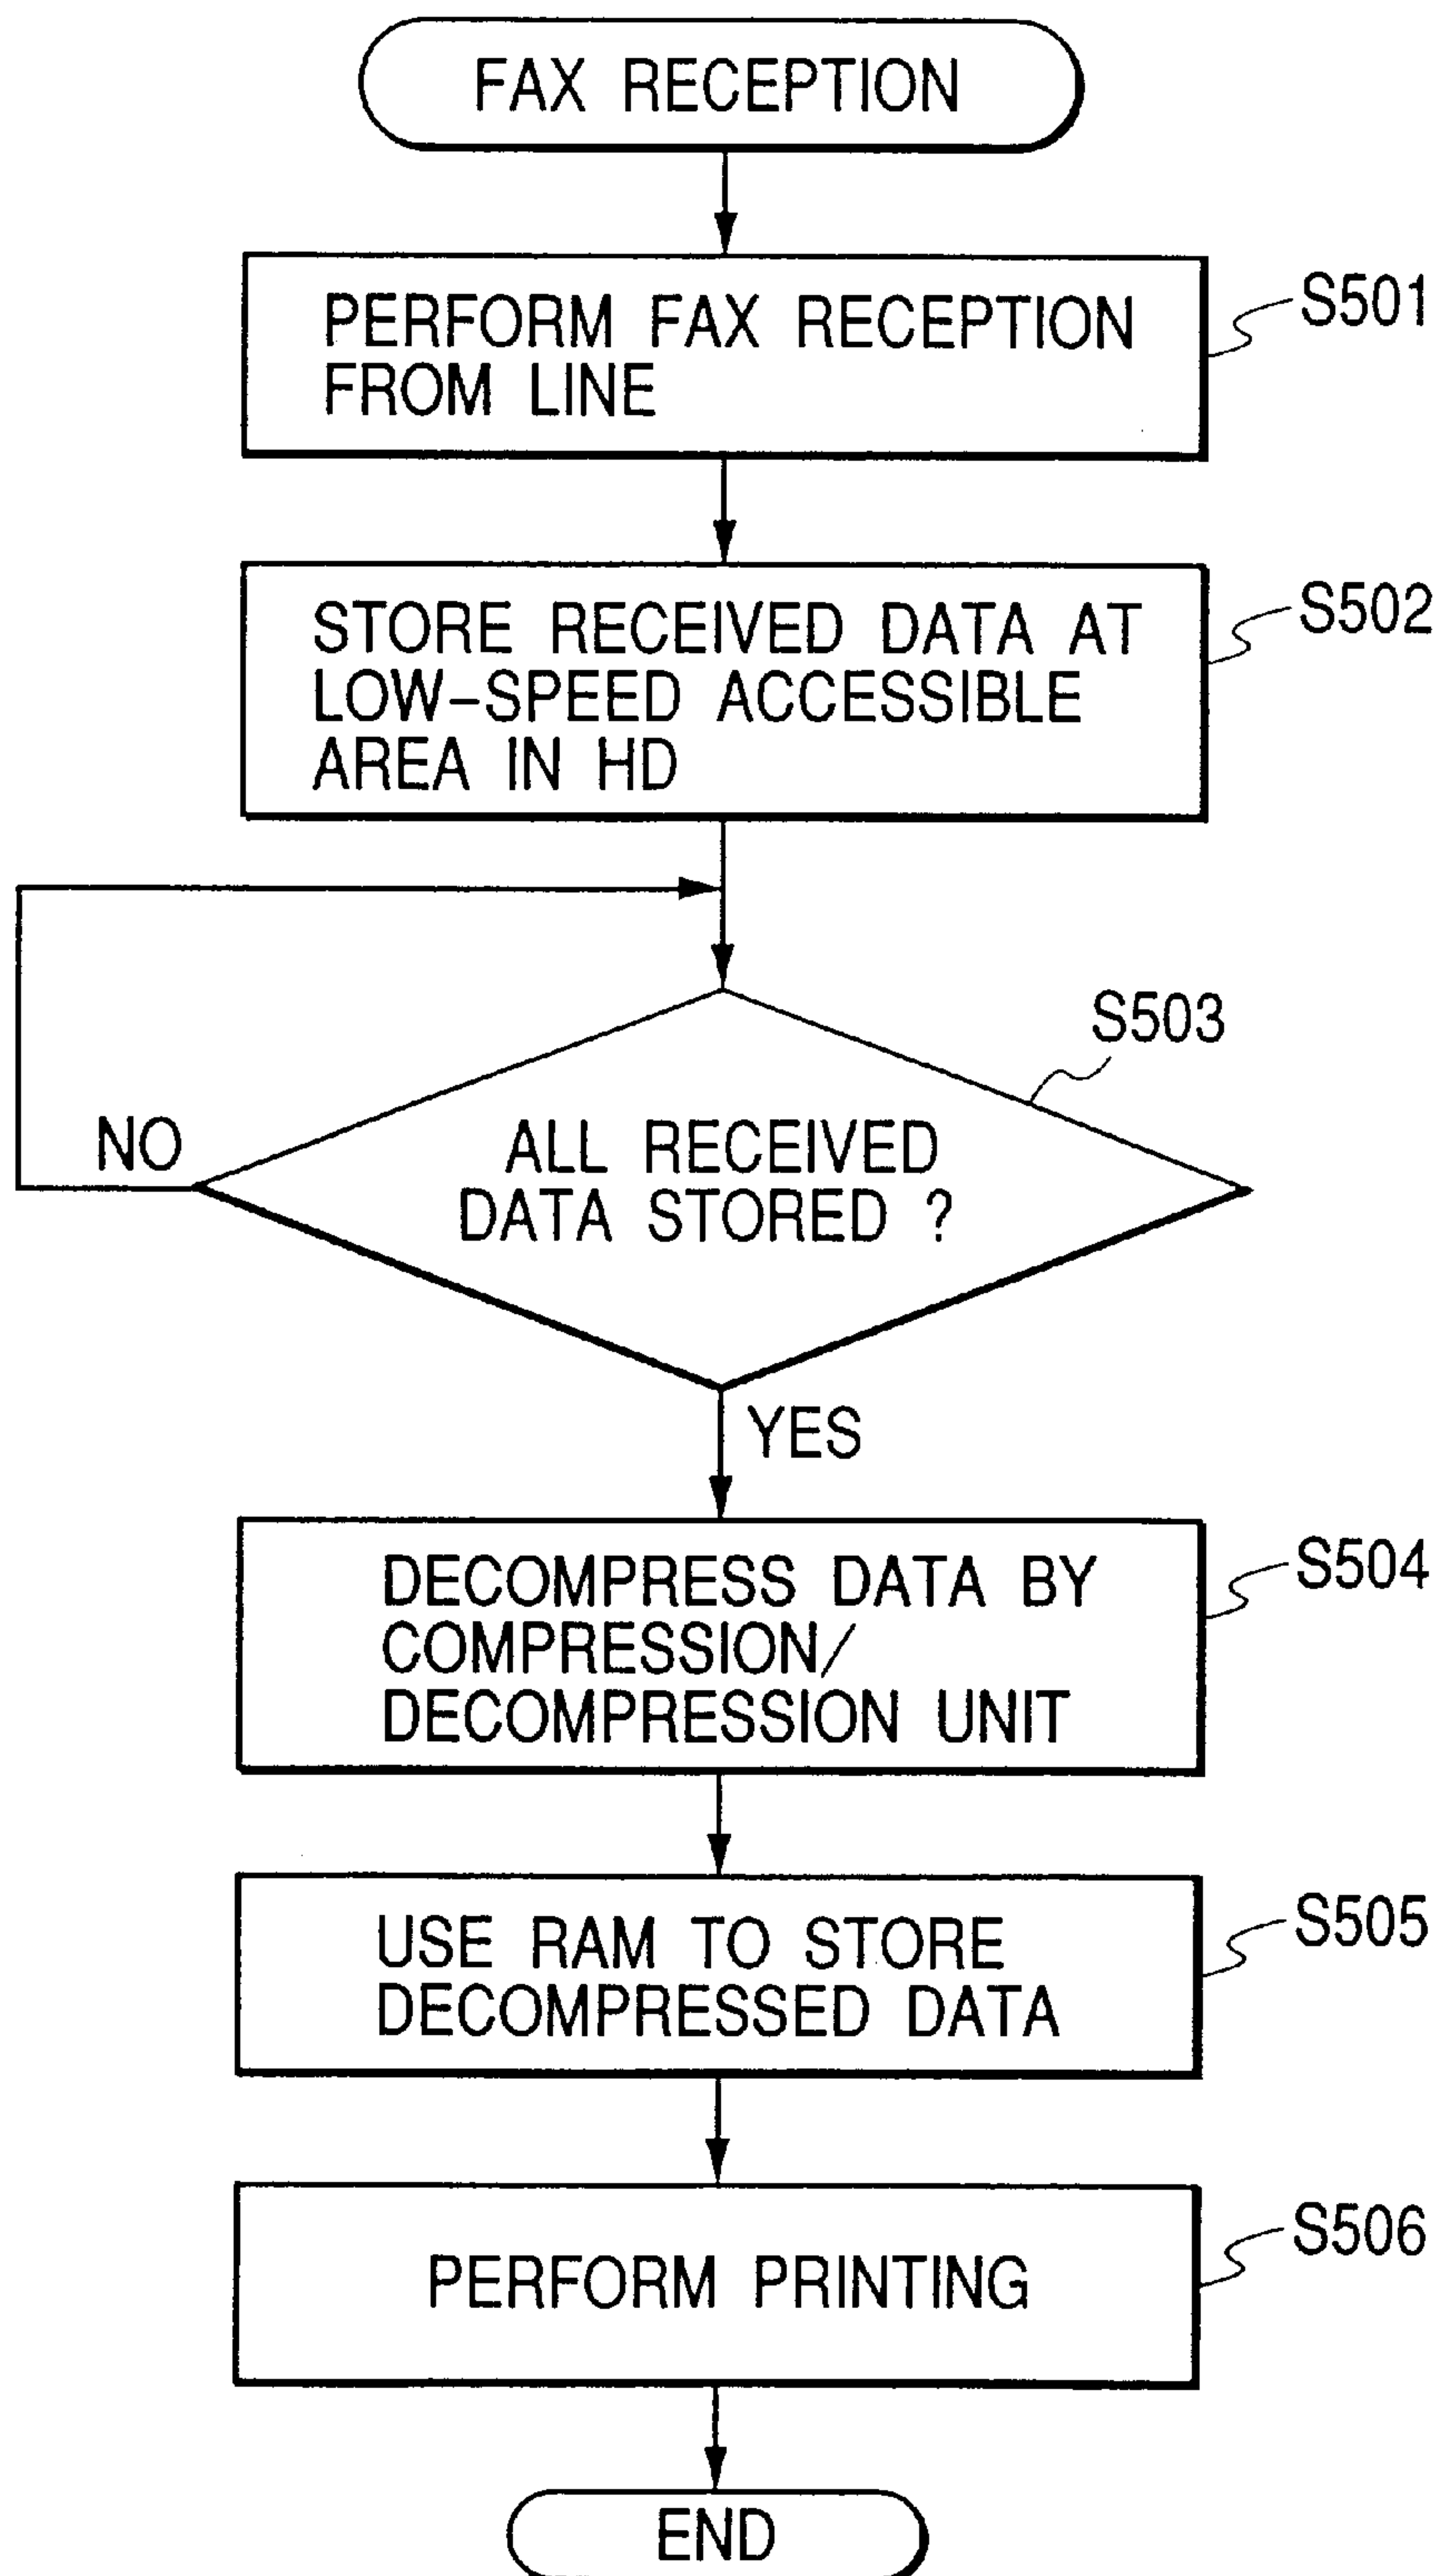 FAX RECEPTION
PERFORM FAX RECEPTION
FROM LINE
S501
STORE RECEIVED DATA AT
LOW-SPEED ACCESSIBLE
AREA IN HD
S502
S503
NO
ALL RECEIVED
DATA STORED ?
YES
DECOMPRESS DATA BY
COMPRESSION/
DECOMPRESSION UNIT
S504
USE RAM TO STORE
DECOMPRESSED DATA
S505
PERFORM PRINTING
S506
END